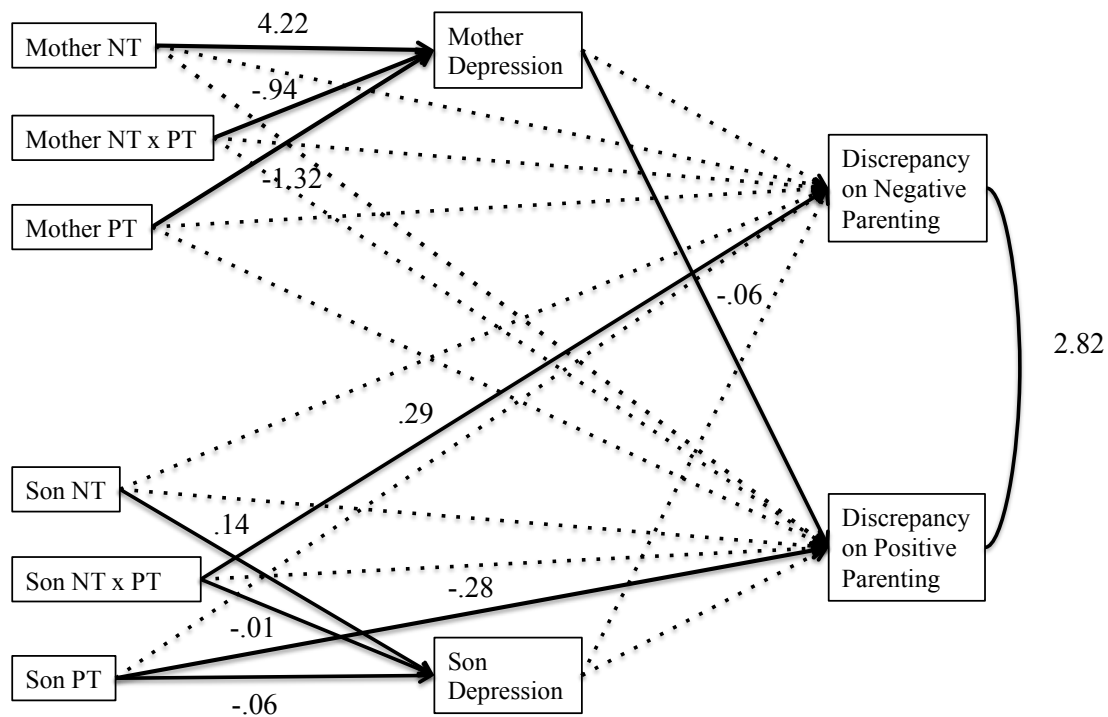 4.22
Mother NT
Mother
Depression
-.94
Mother NT x PT
Discrepancy
on Negative
Parenting
-1.32
Mother PT
-.06
2.82
.29
Son NT
.14
Discrepancy
on Positive
Parenting
Son NT x PT
-.28
-.01
Son PT
Son
Depression
-.06